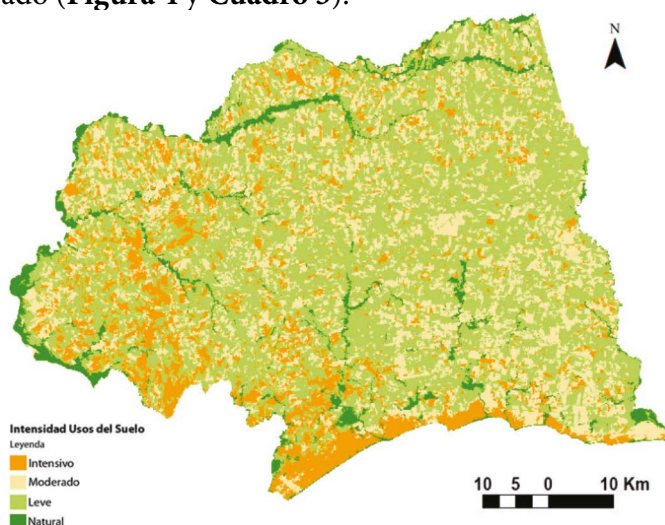 ado (Figura 1 y Cuadro 3).
N
Intensidad Usos del Suelo
Leyenda
Intensivo
Moderado
Leve
Natural
10 5 0 10 Km